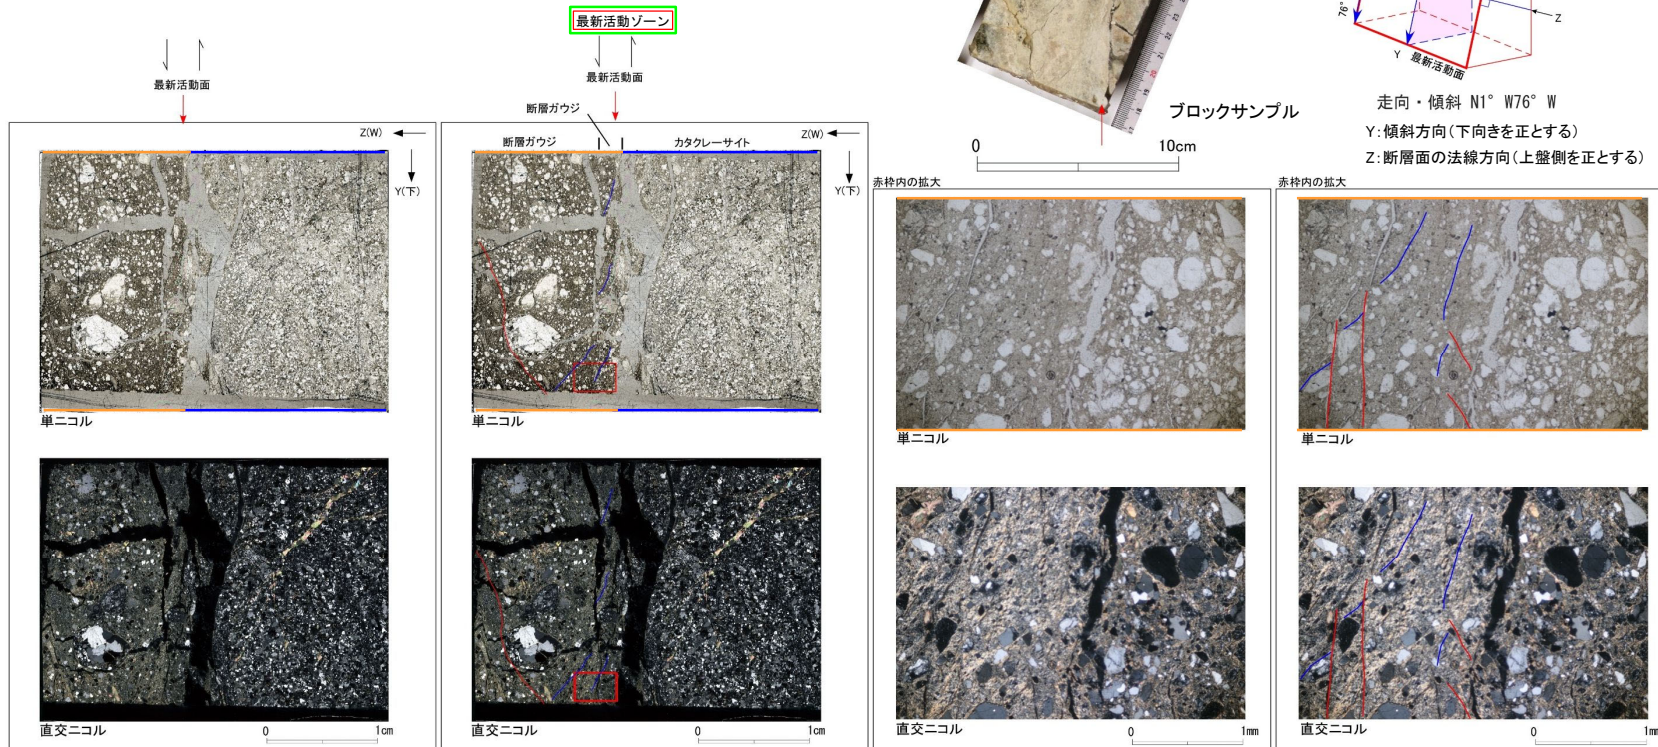 最新活動ゾーン
最新活動面
最新活動面
断層ガウジ
断層ガウジ
カタクレーサイト
Z(W)
Y(下)
Z(W)
Y(下)
単ニコル
単ニコル
直交ニコル
0 1cm
直交ニコル
0 1cm
ブロックサンプル
0 10cm
76°
Z
Y 最新活動面
走向・傾斜 N1° W76° W
Y:傾斜方向(下向きを正とする)
Z:断層面の法線方向(上盤側を正とする)
赤枠内の拡大
赤枠内の拡大
単ニコル
単ニコル
直交ニコル
0 1mm
直交ニコル
0 1mm